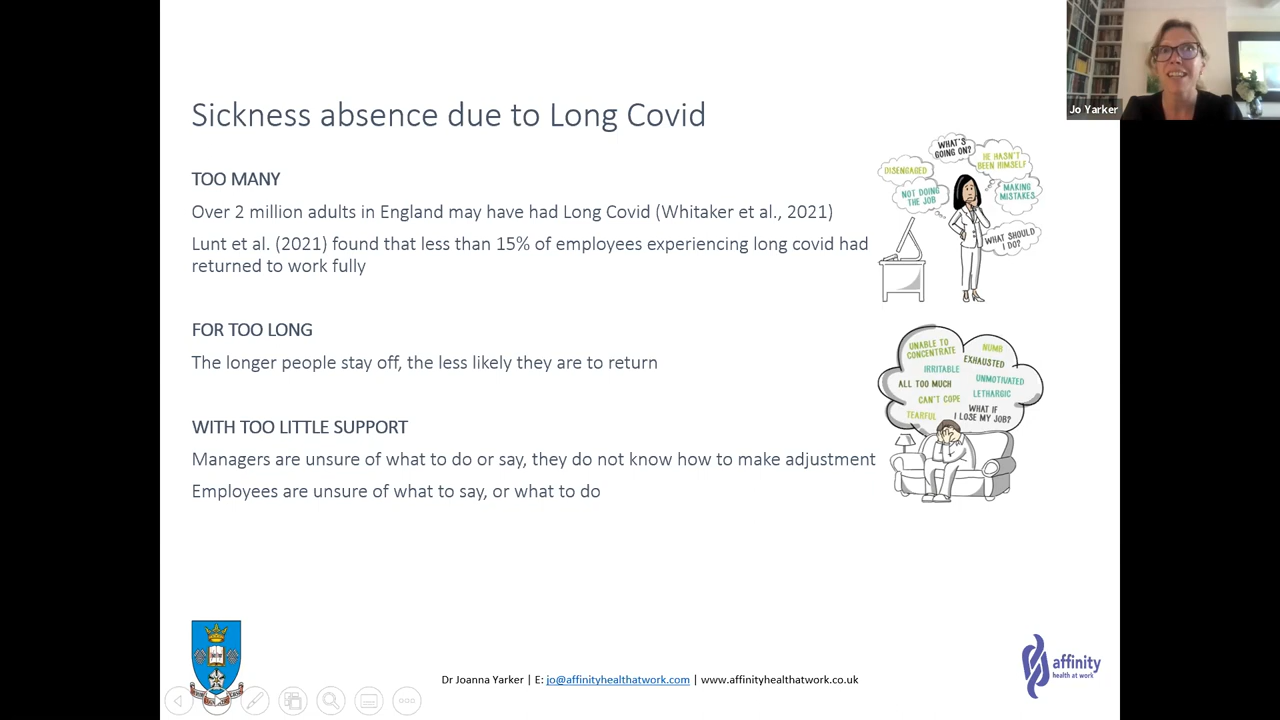 Jo Yarker
Sickness absence due to Long Covid
TOO MANY
Over 2 million adults in England may have had Long Covid (Whitaker et al., 2021)
Lunt et al. (2021) found that less than 15% of employees experiencing long covid had
returned to work fully
FOR TOO LONG
The longer people stay off, the less likely they are to return
WITH TOO LITTLE SUPPORT
Managers are unsure of what to do or say, they do not know how to make adjustment
Employees are unsure of what to say, or what to do
WHAT'S
GOING ON?
HE HASN'T
BEEN HIMSELF
DISENGAGED
NOT DOING
THE JOB
MAKING
MISTAKES
WHAT SHOULD
I DO?
UNABLE TO
CONCENTRATE
NUMB
EXHAUSTED
IRRITABLE
UNMOTIVATED
ALL TOO MUCH
LETHARGIC
CAN'T COPE
WHAT IF
I LOSE MY JOB?
TEARFUL
Dr Joanna Yarker | E: jo@affinityhealthatwork.com | www.affinityhealthatwork.co.uk
affinity
health at work